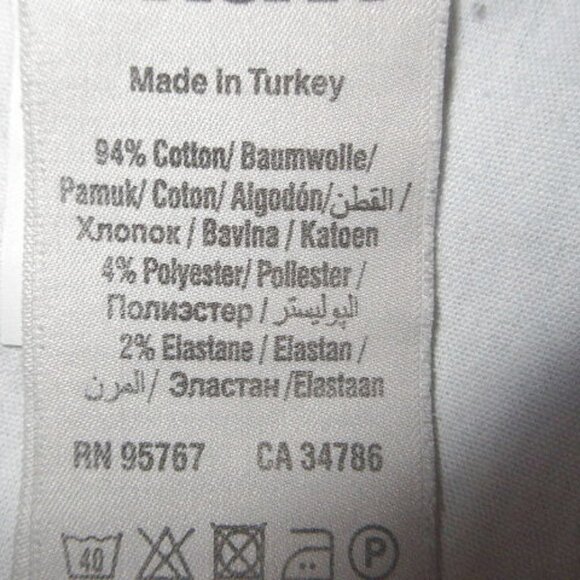 Made in Turkey
94% Cotton/ Baumwolle/
Pamuk/ Coton/ Algodón/القطن/
Хлопок / Bavlna / Katoen
4% Polyester/ Poliester /
Полиэстер / الپوليستر
2% Elastane / Elastan /
المرن/ Эластан /Elastaan
RN 95767 CA 34786
40 P